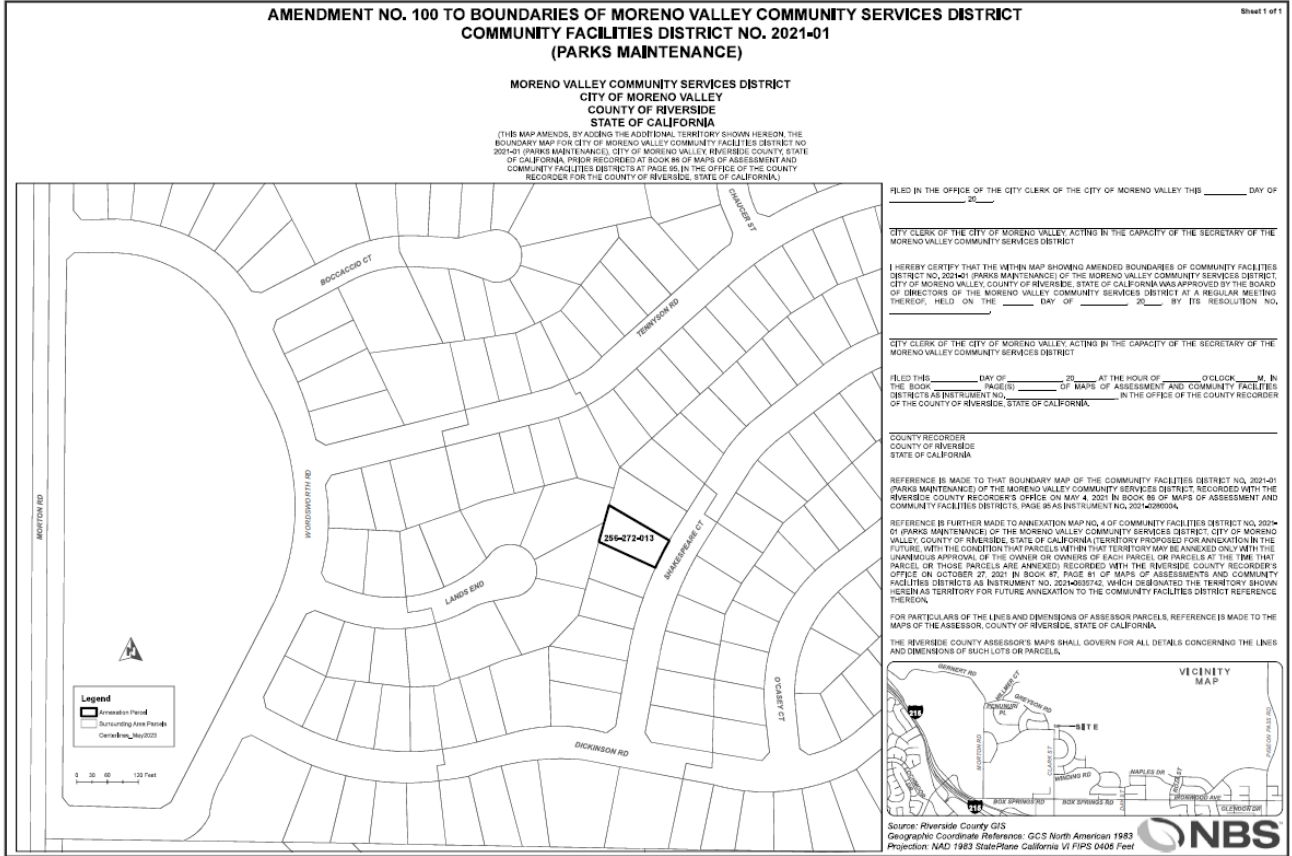 AMENDMENT NO. 100 TO BOUNDARIES OF MORENO VALLEY COMMUNITY SERVICES DISTRICT
COMMUNITY FACILITIES DISTRICT NO. 2021-01
(PARKS MAINTENANCE)
Sheet 1 of 1
MORENO VALLEY COMMUNITY SERVICES DISTRICT
CITY OF MORENO VALLEY
COUNTY OF RIVERSIDE
STATE OF CALIFORNIA
(THIS MAP AMENDS, BY ADDING THE ADDITIONAL TERRITORY SHOWN HEREON, THE
BOUNDARY MAP FOR CITY OF MORENO VALLEY COMMUNITY FACILITIES DISTRICT NO
2021-01 (PARKS MAINTENANCE), CITY OF MORENO VALLEY, RIVERSIDE COUNTY, STATE
OF CALIFORNIA, PRIOR RECORDED AT BOOK 86 OF MAPS OF ASSESSMENT AND
COMMUNITY FACILITIES DISTRICTS AT PAGE 95, IN THE OFFICE OF THE COUNTY
RECORDER FOR THE COUNTY OF RIVERSIDE, STATE OF CALIFORNIA.)
CHAUCER ST
BOCCACCIO CT
TENNYSON RD
MORTON RD
WORDSWORTH RD
256-272-013
SHAKESPEARE CT
LANDS END
O'CASEY CT
DICKINSON RD
Legend
Annexation Parcel
Surrounding Area Parcels
Centerlines_May2023
0 30 60 120 Feet
FILED IN THE OFFICE OF THE CITY CLERK OF THE CITY OF MORENO VALLEY THIS ________ DAY OF
______________, 20____.
CITY CLERK OF THE CITY OF MORENO VALLEY, ACTING IN THE CAPACITY OF THE SECRETARY OF THE
MORENO VALLEY COMMUNITY SERVICES DISTRICT
I HEREBY CERTIFY THAT THE WITHIN MAP SHOWING AMENDED BOUNDARIES OF COMMUNITY FACILITIES
DISTRICT NO. 2021-01 (PARKS MAINTENANCE) OF THE MORENO VALLEY COMMUNITY SERVICES DISTRICT,
CITY OF MORENO VALLEY, COUNTY OF RIVERSIDE, STATE OF CALIFORNIA WAS APPROVED BY THE BOARD
OF DIRECTORS OF THE MORENO VALLEY COMMUNITY SERVICES DISTRICT AT A REGULAR MEETING
THEREOF, HELD ON THE ______ DAY OF _________, 20____, BY ITS RESOLUTION NO.
__________________.
CITY CLERK OF THE CITY OF MORENO VALLEY, ACTING IN THE CAPACITY OF THE SECRETARY OF THE
MORENO VALLEY COMMUNITY SERVICES DISTRICT
FILED THIS _________ DAY OF ____________, 20____ AT THE HOUR OF _______ O'CLOCK ____M, IN
THE BOOK _________ PAGE(S) _______ OF MAPS OF ASSESSMENT AND COMMUNITY FACILITIES
DISTRICTS AS INSTRUMENT NO. ______________________, IN THE OFFICE OF THE COUNTY RECORDER
OF THE COUNTY OF RIVERSIDE, STATE OF CALIFORNIA.
COUNTY RECORDER
COUNTY OF RIVERSIDE
STATE OF CALIFORNIA
REFERENCE IS MADE TO THAT BOUNDARY MAP OF THE COMMUNITY FACILITIES DISTRICT NO. 2021-01
(PARKS MAINTENANCE) OF THE MORENO VALLEY COMMUNITY SERVICES DISTRICT, RECORDED WITH THE
RIVERSIDE COUNTY RECORDER'S OFFICE ON MAY 4, 2021 IN BOOK 86 OF MAPS OF ASSESSMENT AND
COMMUNITY FACILITIES DISTRICTS, PAGE 95 AS INSTRUMENT NO. 2021-0280004.
REFERENCE IS FURTHER MADE TO ANNEXATION MAP NO. 4 OF COMMUNITY FACILITIES DISTRICT NO. 2021-
01 (PARKS MAINTENANCE) OF THE MORENO VALLEY COMMUNITY SERVICES DISTRICT, CITY OF MORENO
VALLEY, COUNTY OF RIVERSIDE, STATE OF CALIFORNIA (TERRITORY PROPOSED FOR ANNEXATION IN THE
FUTURE, WITH THE CONDITION THAT PARCELS WITHIN THAT TERRITORY MAY BE ANNEXED ONLY WITH THE
UNANIMOUS APPROVAL OF THE OWNER OR OWNERS OF EACH PARCEL OR PARCELS AT THE TIME THAT
PARCEL OR THOSE PARCELS ARE ANNEXED) RECORDED WITH THE RIVERSIDE COUNTY RECORDER'S
OFFICE ON OCTOBER 27, 2021 IN BOOK 87, PAGE 81 OF MAPS OF ASSESSMENTS AND COMMUNITY
FACILITIES DISTRICTS AS INSTRUMENT NO. 2021-0635742, WHICH DESIGNATED THE TERRITORY SHOWN
HEREIN AS TERRITORY FOR FUTURE ANNEXATION TO THE COMMUNITY FACILITIES DISTRICT REFERENCE
THEREON.
FOR PARTICULARS OF THE LINES AND DIMENSIONS OF ASSESSOR PARCELS, REFERENCE IS MADE TO THE
MAPS OF THE ASSESSOR, COUNTY OF RIVERSIDE, STATE OF CALIFORNIA.
THE RIVERSIDE COUNTY ASSESSOR'S MAPS SHALL GOVERN FOR ALL DETAILS CONCERNING THE LINES
AND DIMENSIONS OF SUCH LOTS OR PARCELS.
VICINITY
MAP
GERNERT RD
GREYSON RD
PENUNURI
PL
SITE
215
MORTON RD
CLARK ST
WINDING RD
NAPLES DR
PIGEON PASS RD
BOX SPRINGS RD
BOX SPRINGS RD
DAY ST
IRONWOOD AVE
GLENDON DR
215
Source: Riverside County GIS
Geographic Coordinate Reference: GCS North American 1983
Projection: NAD 1983 StatePlane California VI FIPS 0406 Feet
NBS